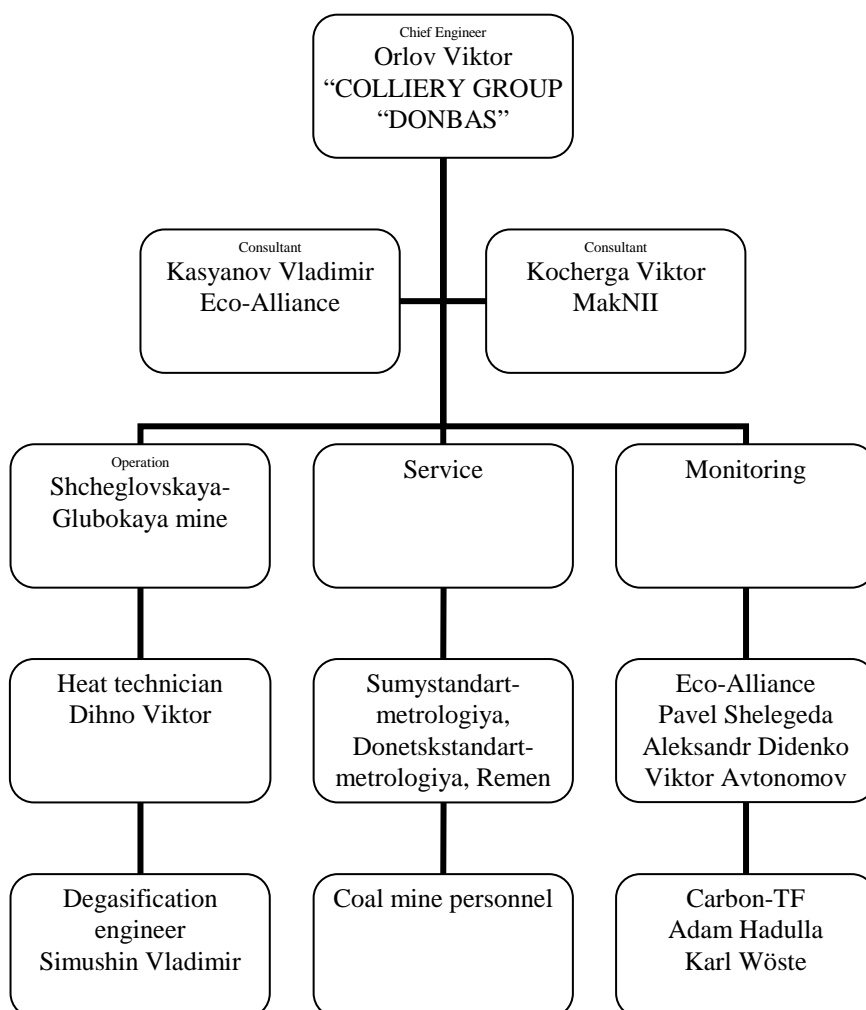 Chief Engineer
Orlov Viktor
“COLLIERY GROUP
“DONBAS”
Consultant
Kasyanov Vladimir
Eco-Alliance
Consultant
Kocherga Viktor
MakNII
Operation
Shcheglovskaya-
Glubokaya mine
Service
Monitoring
Heat technician
Dihno Viktor
Sumystandart-
metrologiya,
Donetskstandart-
metrologiya, Remen
Eco-Alliance
Pavel Shelegeda
Aleksandr Didenko
Viktor Avtonomov
Degasification
engineer
Simushin Vladimir
Coal mine personnel
Carbon-TF
Adam Hadulla
Karl Wöste